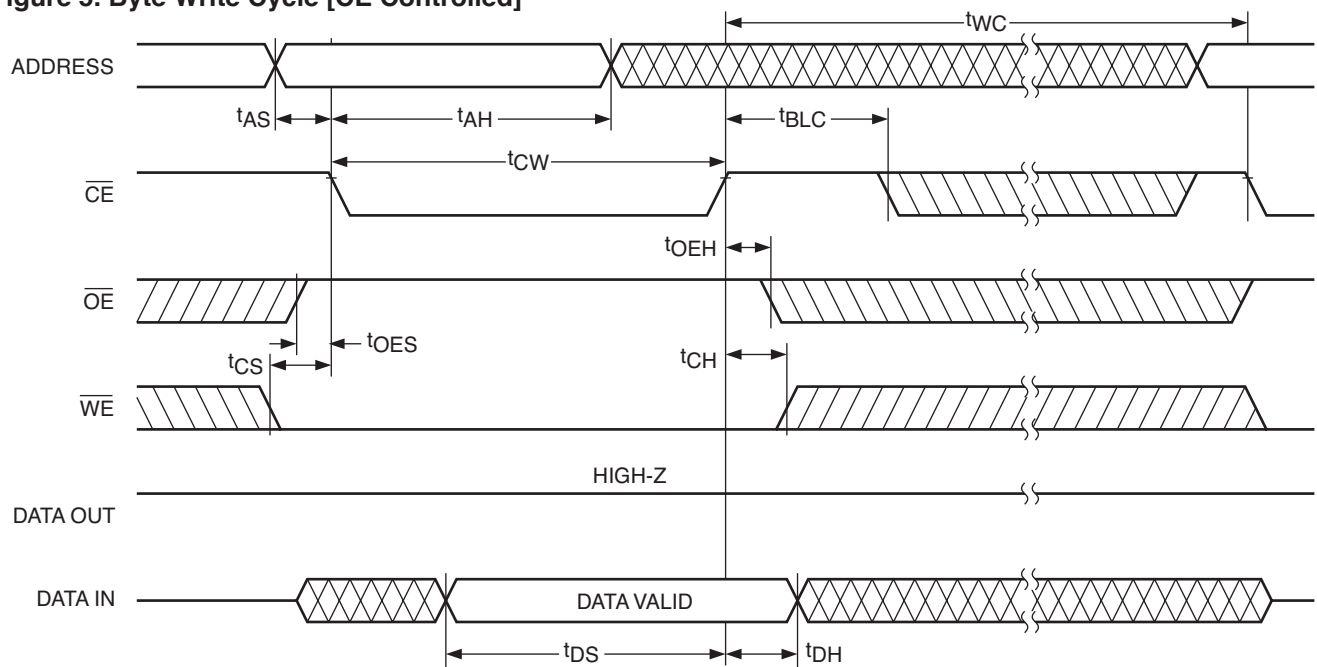 igure 5. Byte Write Cycle [CE Controlled]
tWC
ADDRESS
tAS
tAH
tBLC
tCW
CE
tOEH
OE
tOES
tCS
tCH
WE
HIGH-Z
DATA OUT
DATA IN
DATA VALID
tDS
tDH